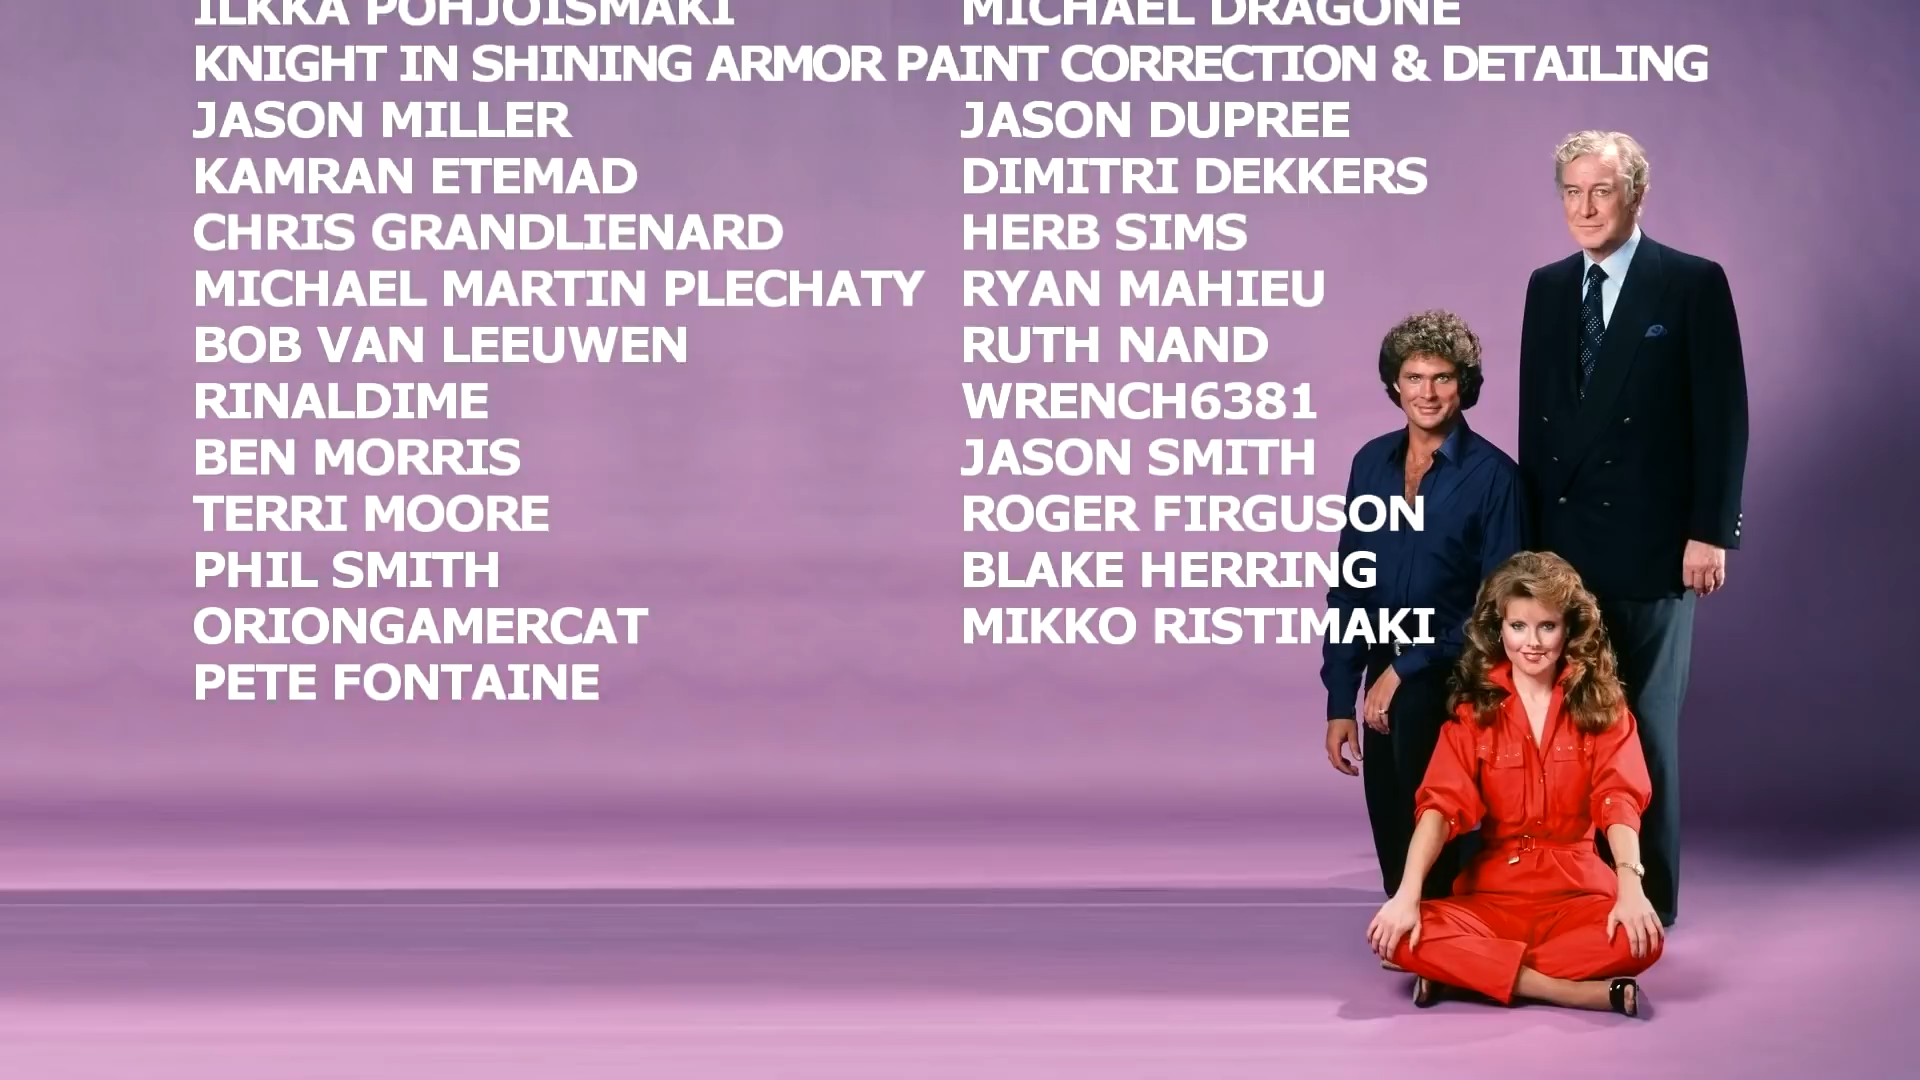 ILKKA POHJOISMAKI MICHAEL DRAGONE
KNIGHT IN SHINING ARMOR PAINT CORRECTION & DETAILING
JASON MILLER JASON DUPREE
KAMRAN ETEMAD DIMITRI DEKKERS
CHRIS GRANDLIENARD HERB SIMS
MICHAEL MARTIN PLECHATY RYAN MAHIEU
BOB VAN LEEUWEN RUTH NAND
RINALDIME WRENCH6381
BEN MORRIS JASON SMITH
TERRI MOORE ROGER FIRGUSON
PHIL SMITH BLAKE HERRING
ORIONGAMERCAT MIKKO RISTIMAKI
PETE FONTAINE